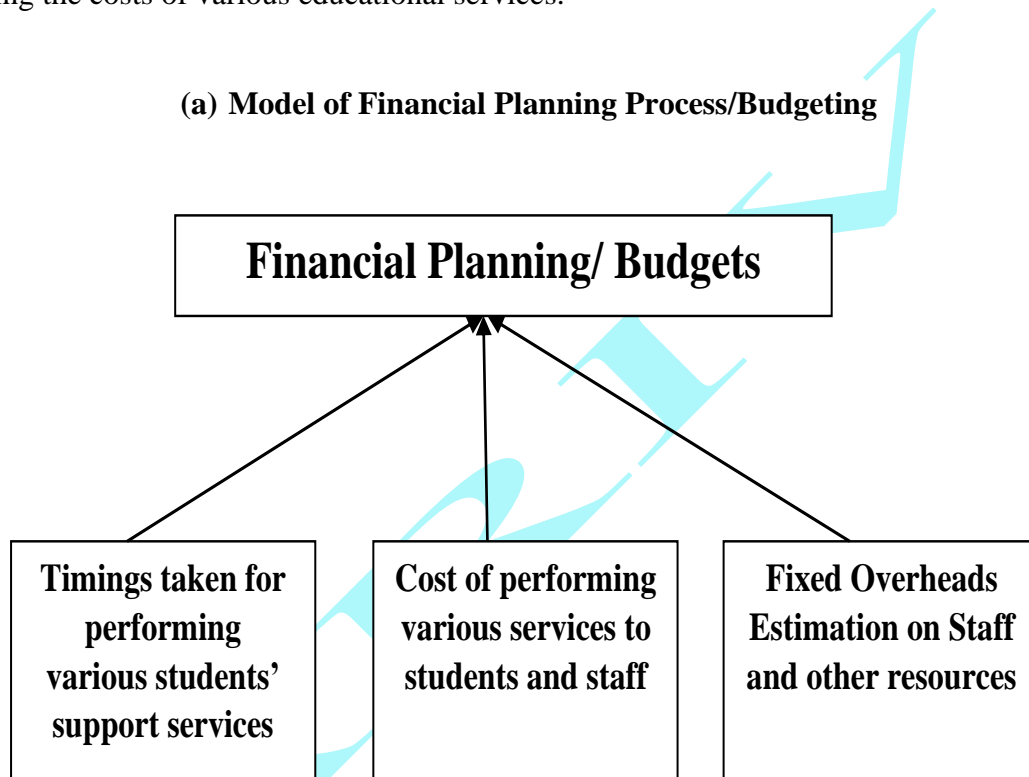 the costs of various educational services.
(a) Model of Financial Planning Process/Budgeting
Financial Planning/ Budgets
Timings taken for
performing
various students’
support services
Cost of performing
various services to
students and staff
Fixed Overheads
Estimation on Staff
and other resources